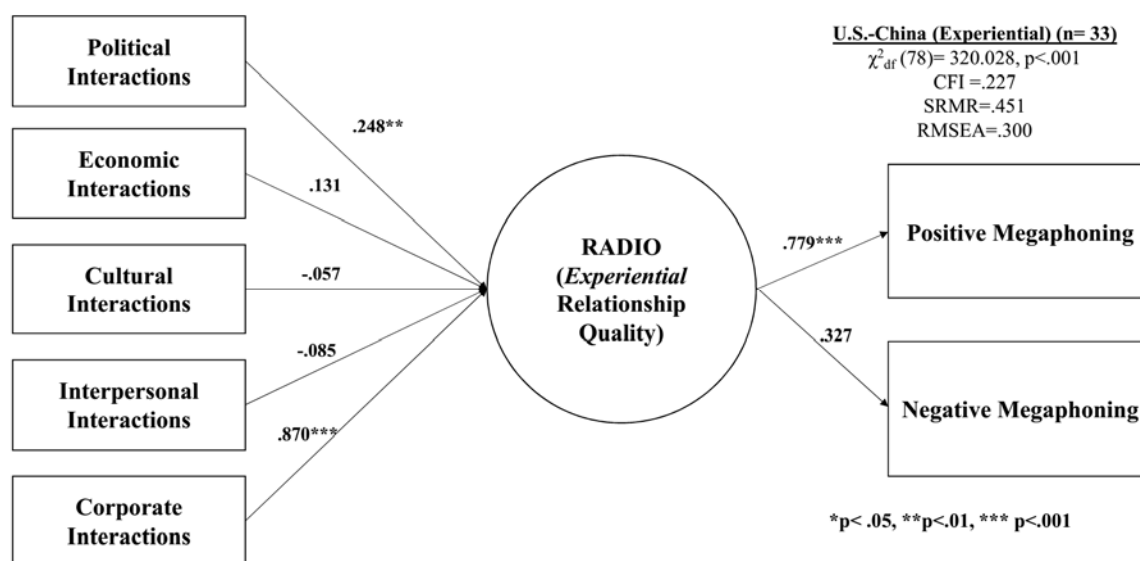 Political
Interactions
Economic
Interactions
Cultural
Interactions
Interpersonal
Interactions
Corporate
Interactions
.248**
.131
-.057
-.085
.870***
RADIO
(Experiential
Relationship
Quality)
.779***
.327
U.S.-China (Experiential) (n= 33)
χ²df (78)= 320.028, p<.001
CFI =.227
SRMR=.451
RMSEA=.300
Positive Megaphoning
Negative Megaphoning
*p< .05, **p<.01, *** p<.001